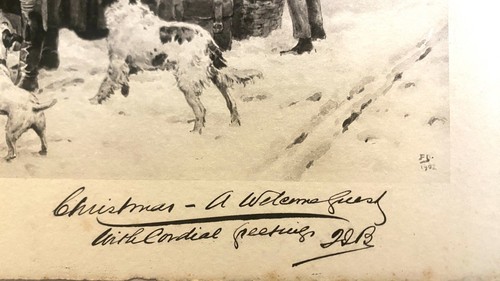 Christmas – A Welcome Guest
With Cordial greetings